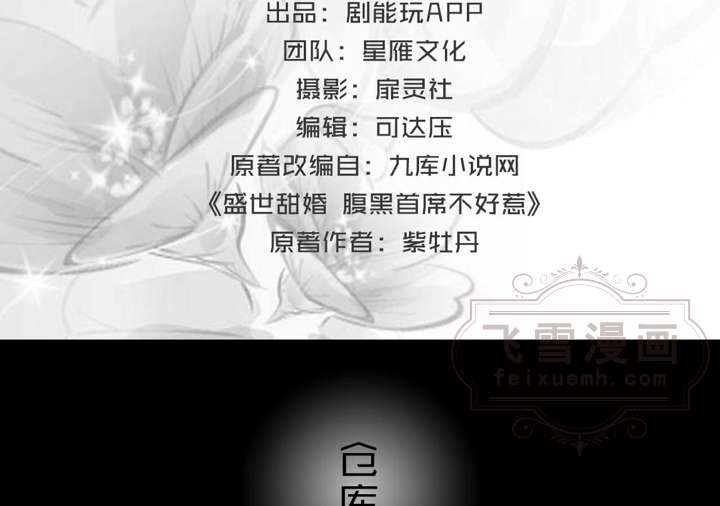 出品：剧能玩APP
团队：星雁文化
摄影：扉灵社
编辑：可达压
原著改编自：九库小说网
《盛世甜婚 腹黑首席不好惹》
原著作者：紫牡丹
飞雪漫画
feixuemh.com
仓库